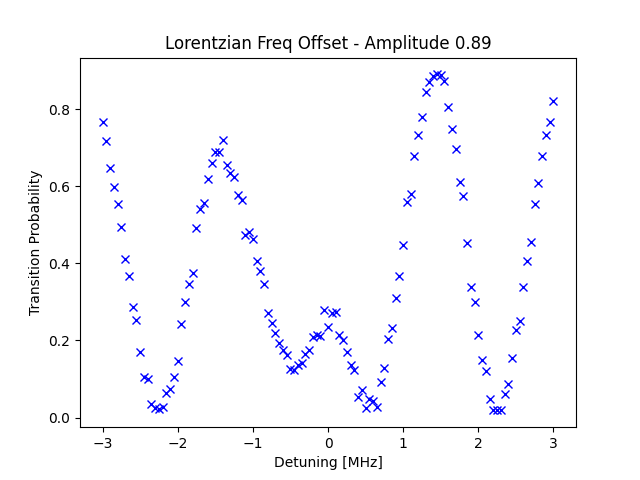 Lorentzian Freq Offset - Amplitude 0.89
Transition Probability
0.8
0.6
0.4
0.2
0.0
−3 −2 −1 0 1 2 3
Detuning [MHz]